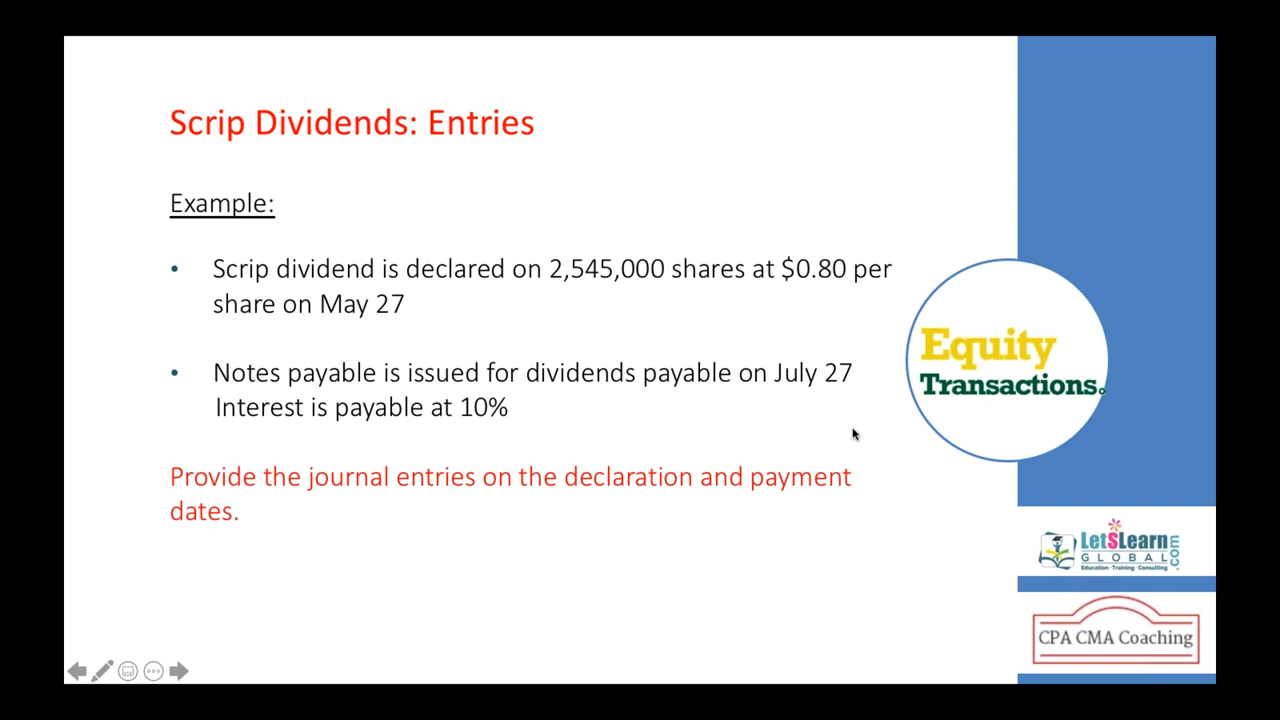 Scrip Dividends: Entries
Example:
• Scrip dividend is declared on 2,545,000 shares at $0.80 per
share on May 27
• Notes payable is issued for dividends payable on July 27
Interest is payable at 10%
Provide the journal entries on the declaration and payment
dates.
Equity
Transactions.
LetSLearn
GLOBAL.com
Education · Training · Consulting
CPA CMA Coaching